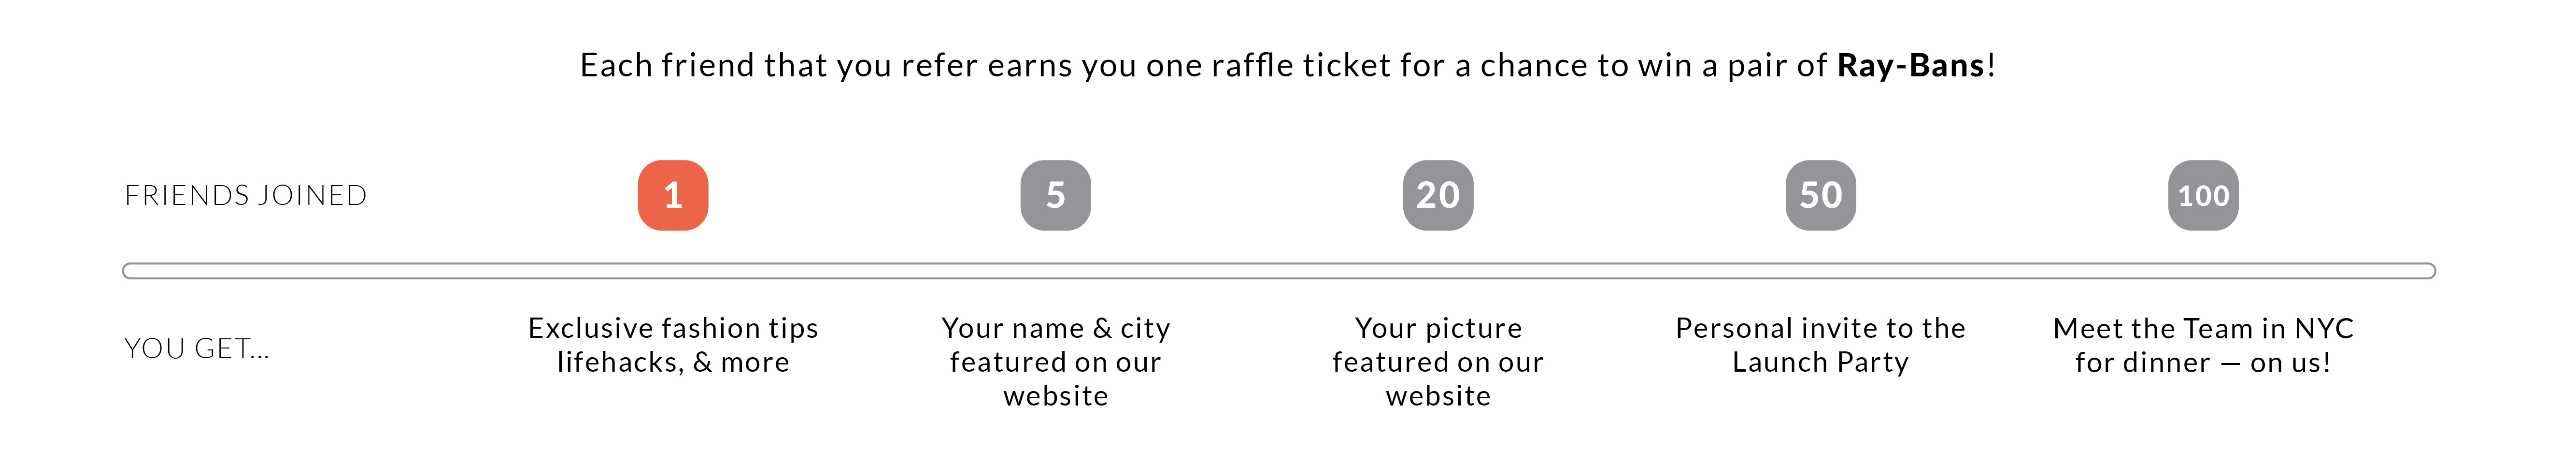 Each friend that you refer earns you one raffle ticket for a chance to win a pair of Ray-Bans!
FRIENDS JOINED
1
5
20
50
100
YOU GET...
Exclusive fashion tips
lifehacks, & more
Your name & city
featured on our
website
Your picture
featured on our
website
Personal invite to the
Launch Party
Meet the Team in NYC
for dinner — on us!